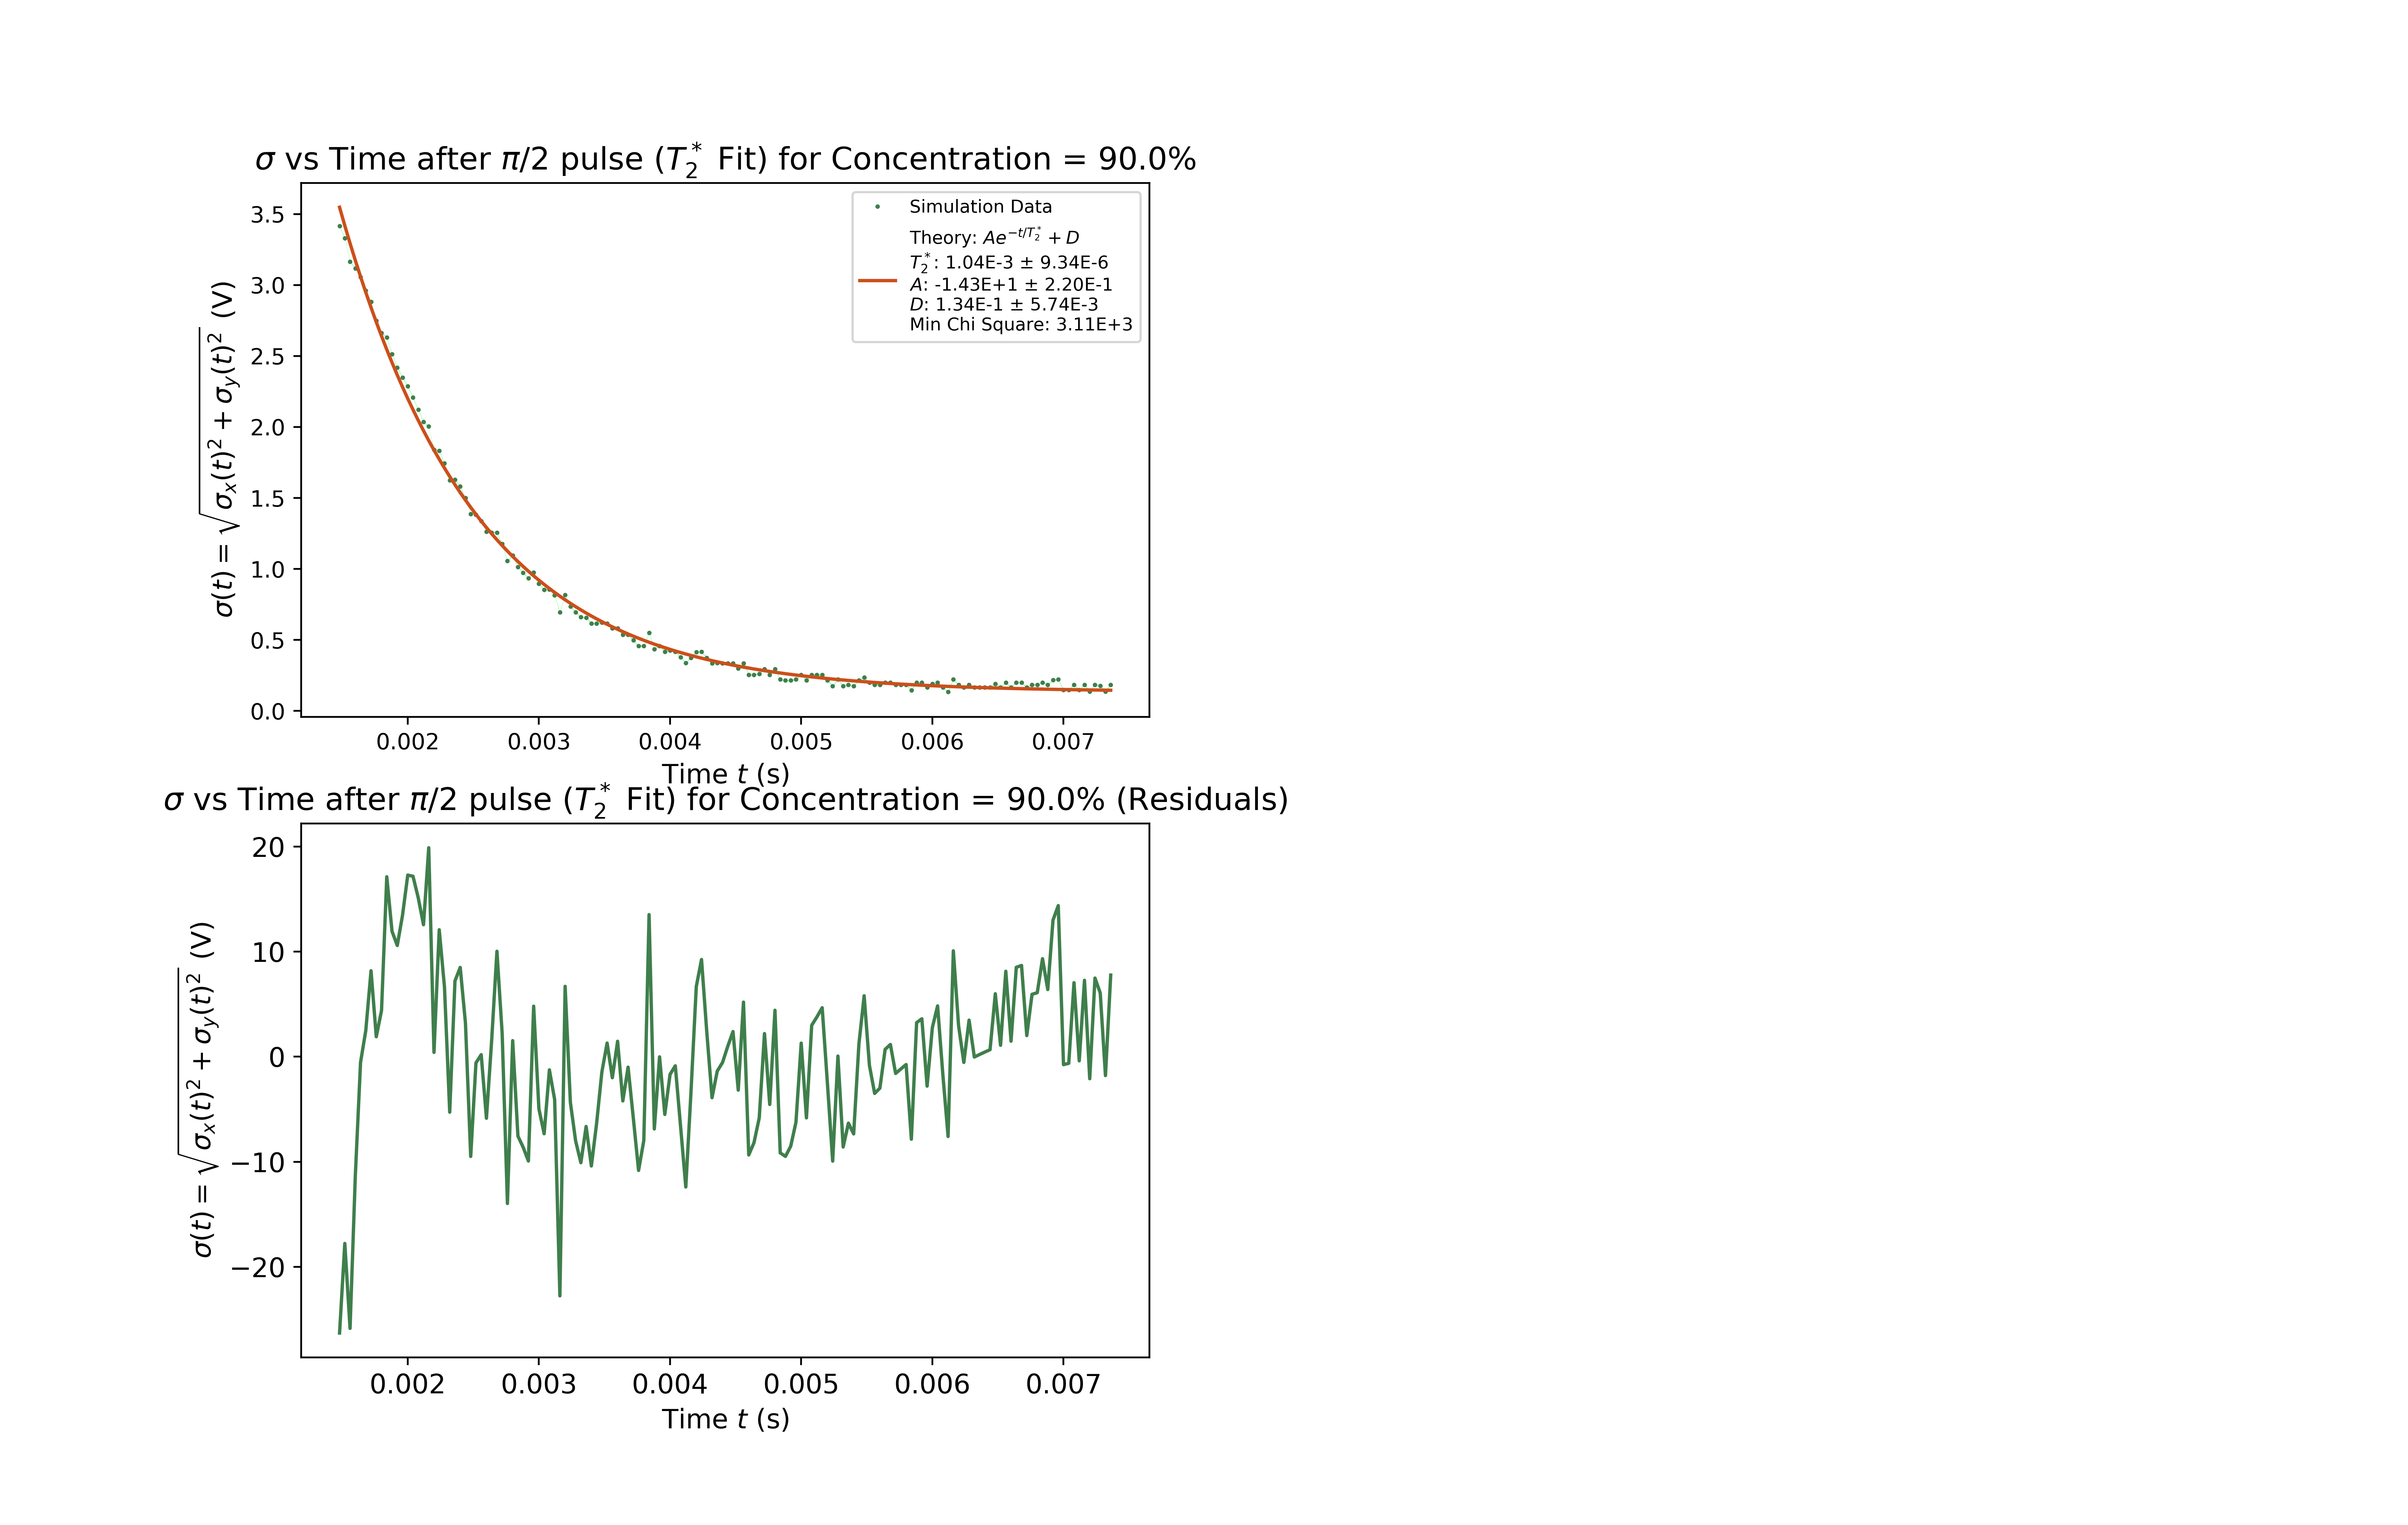 σ vs Time after π/2 pulse (T₂* Fit) for Concentration = 90.0%
σ(t) = √(σₓ(t)² + σᵧ(t)²) (V)
3.5
3.0
2.5
2.0
1.5
1.0
0.5
0.0
Simulation Data
Theory: Ae^(−t/T₂*) + D
T₂*: 1.04E-3 ± 9.34E-6
A: -1.43E+1 ± 2.20E-1
D: 1.34E-1 ± 5.74E-3
Min Chi Square: 3.11E+3
0.002 0.003 0.004 0.005 0.006 0.007
Time t (s)
σ vs Time after π/2 pulse (T₂* Fit) for Concentration = 90.0% (Residuals)
σ(t) = √(σₓ(t)² + σᵧ(t)²) (V)
20
10
0
−10
−20
0.002 0.003 0.004 0.005 0.006 0.007
Time t (s)